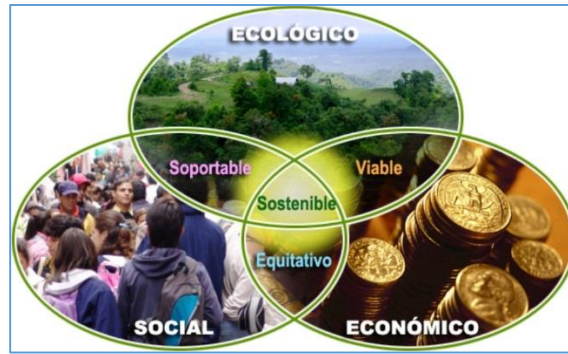 ECOLÓGICO
Soportable
Viable
Sostenible
Equitativo
SOCIAL
ECONÓMICO